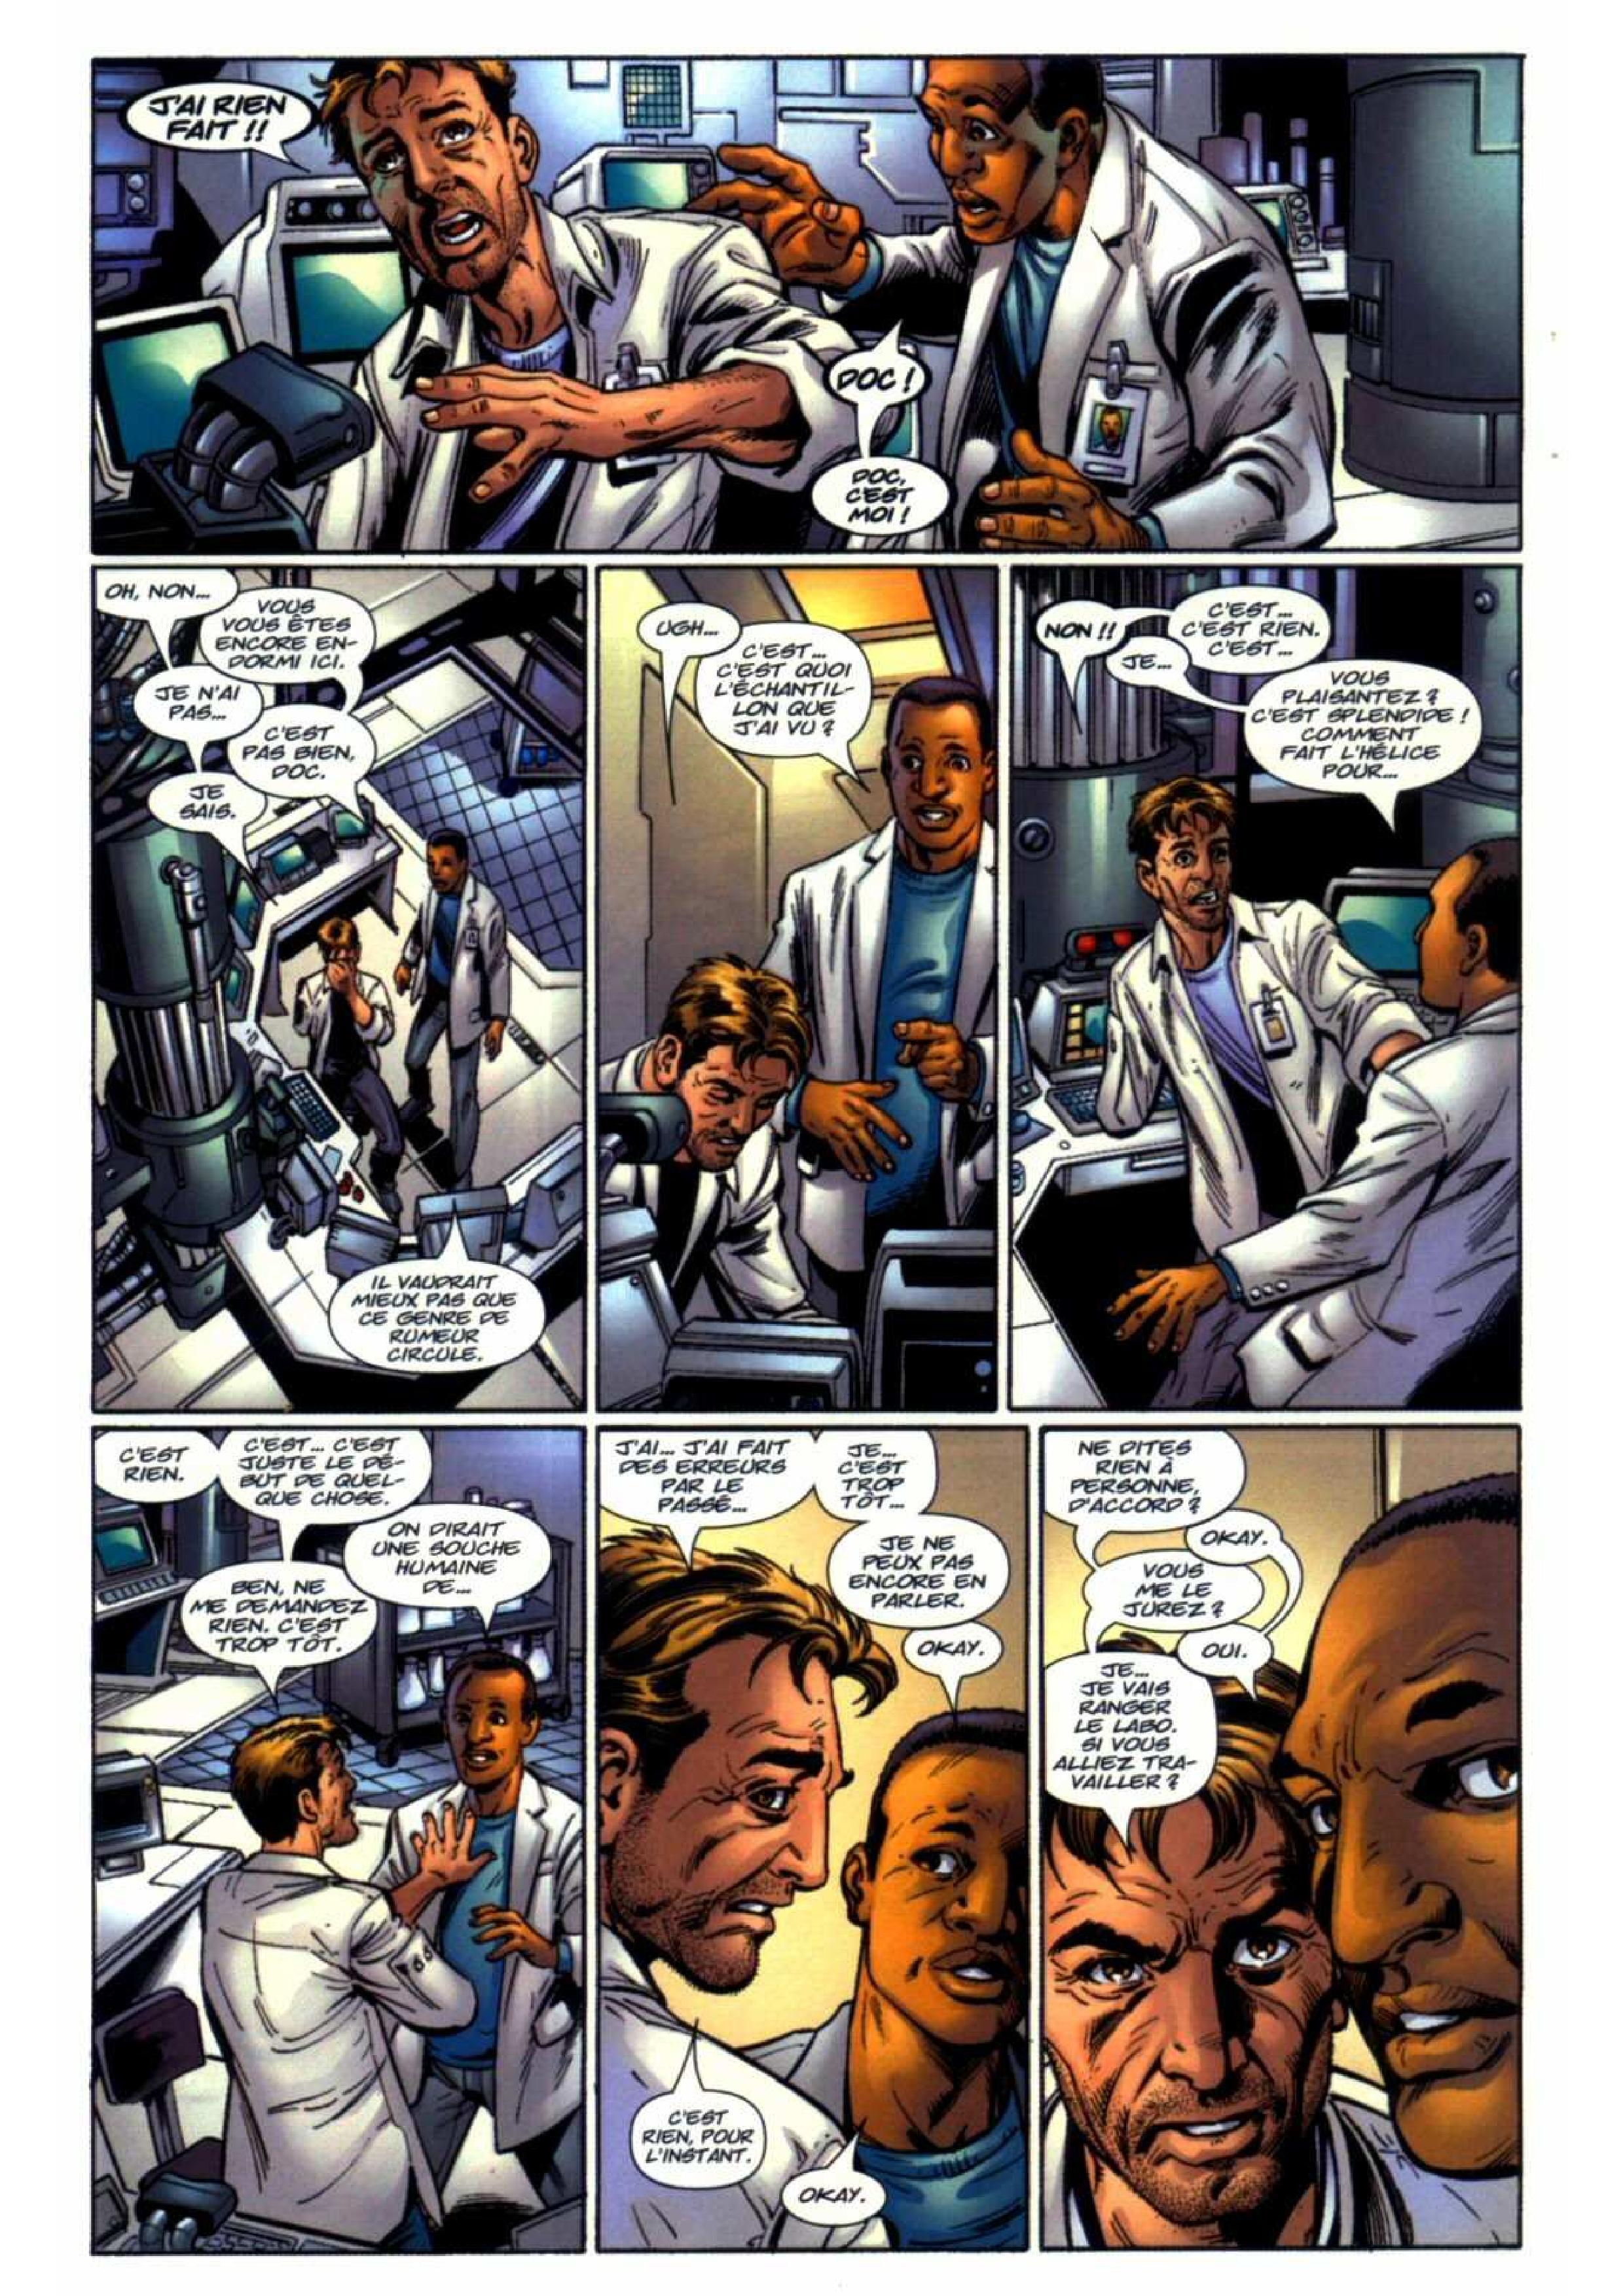 J'AI RIEN
FAIT !!
DOC !
DOC,
C'EST
MOI !
OH, NON...
VOUS
VOUS ÊTES
ENCORE EN-
DORMI ICI.
JE N'AI
PAS...
C'EST
PAS BIEN,
DOC.
JE
SAIS.
IL VAUDRAIT
MIEUX PAS QUE
CE GENRE DE
RUMEUR
CIRCULE.
UGH...
C'EST...
C'EST QUOI
L'ÉCHANTIL-
LON QUE
J'AI VU ?
NON !!
JE...
C'EST...
C'EST RIEN.
C'EST...
VOUS
PLAISANTEZ ?
C'EST SPLENDIDE !
COMMENT
FAIT L'HÉLICE
POUR...
C'EST
RIEN.
C'EST... C'EST
JUSTE LE DÉ-
BUT DE QUEL-
QUE CHOSE.
ON DIRAIT
UNE SOUCHE
HUMAINE
DE...
BEN, NE
ME DEMANDEZ
RIEN. C'EST
TROP TÔT.
J'AI... J'AI FAIT
DES ERREURS
PAR LE
PASSÉ...
JE...
C'EST
TROP
TÔT...
JE NE
PEUX PAS
ENCORE EN
PARLER.
OKAY.
C'EST
RIEN, POUR
L'INSTANT.
OKAY.
NE DITES
RIEN À
PERSONNE,
D'ACCORD ?
OKAY.
VOUS
ME LE
JUREZ ?
OUI.
JE...
JE VAIS
RANGER
LE LABO.
SI VOUS
ALLIEZ TRA-
VAILLER ?